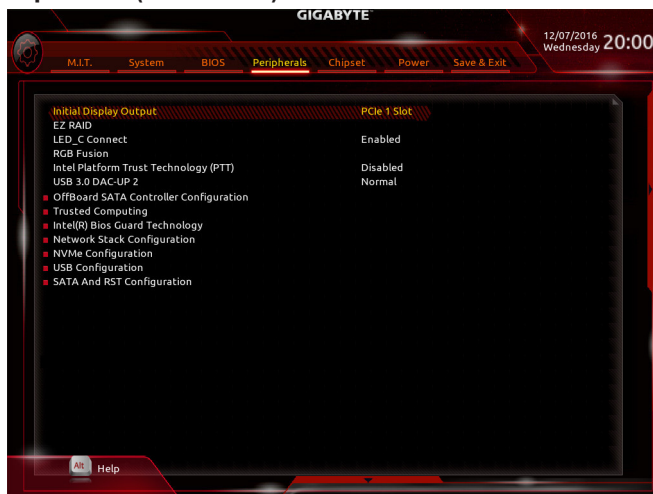 GIGABYTE™
12/07/2016 20:00
Wednesday
M.I.T. System BIOS Peripherals Chipset Power Save & Exit
Initial Display Output PCIe 1 Slot
EZ RAID
LED_C Connect Enabled
RGB Fusion
Intel Platform Trust Technology (PTT) Disabled
USB 3.0 DAC-UP 2 Normal
OffBoard SATA Controller Configuration
Trusted Computing
Intel(R) Bios Guard Technology
Network Stack Configuration
NVMe Configuration
USB Configuration
SATA And RST Configuration
Alt Help